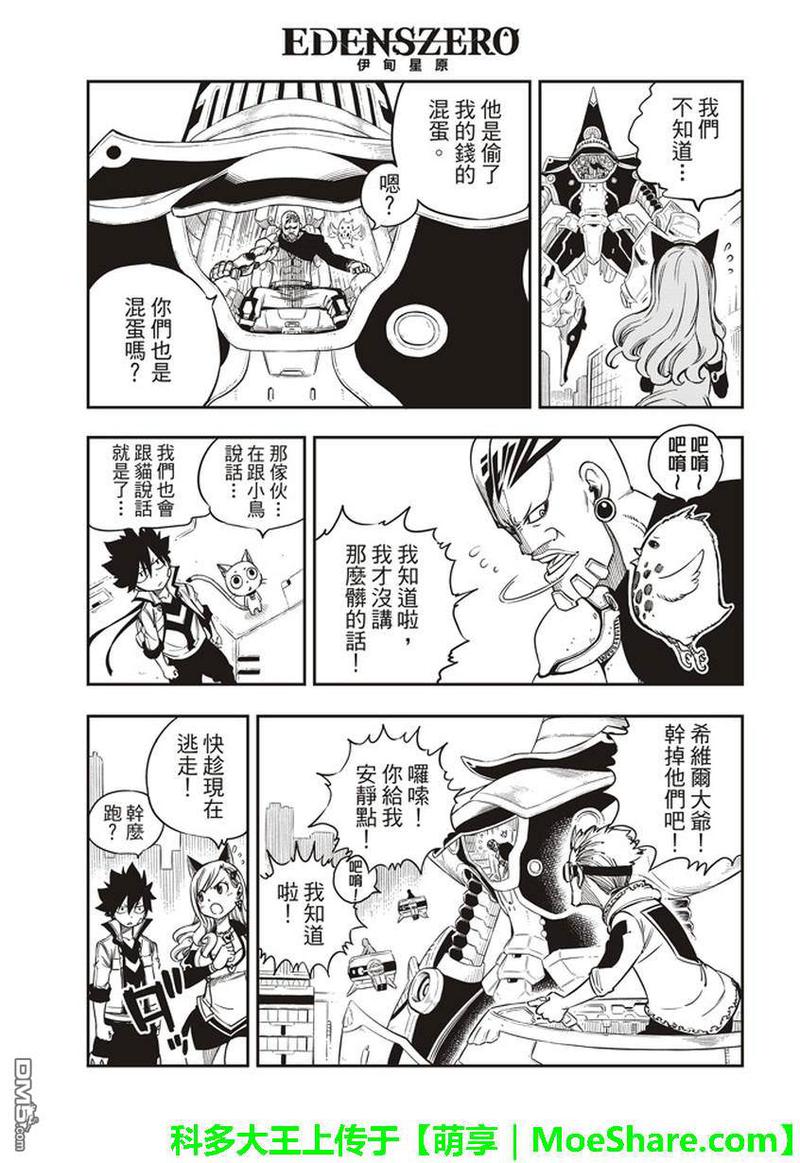 EDENSZERO
伊甸星原
我們
不知道…
他是偷了
我的錢的
混蛋。
嗯？
你們也是
混蛋嗎？
吧唷～
吧唷～
我知道啦，
我才沒講
那麼髒的話！
那傢伙…
在跟小鳥
說話…
我們也會
跟貓說話
就是了…
希維爾大爺！
幹掉他們吧！
囉嗦！
你給我
安靜點！
吧唷！
我知道
啦！
快趁現在
逃走！
幹麼
跑？
DM5.com
科多大王上传于【萌享｜MoeShare.com】